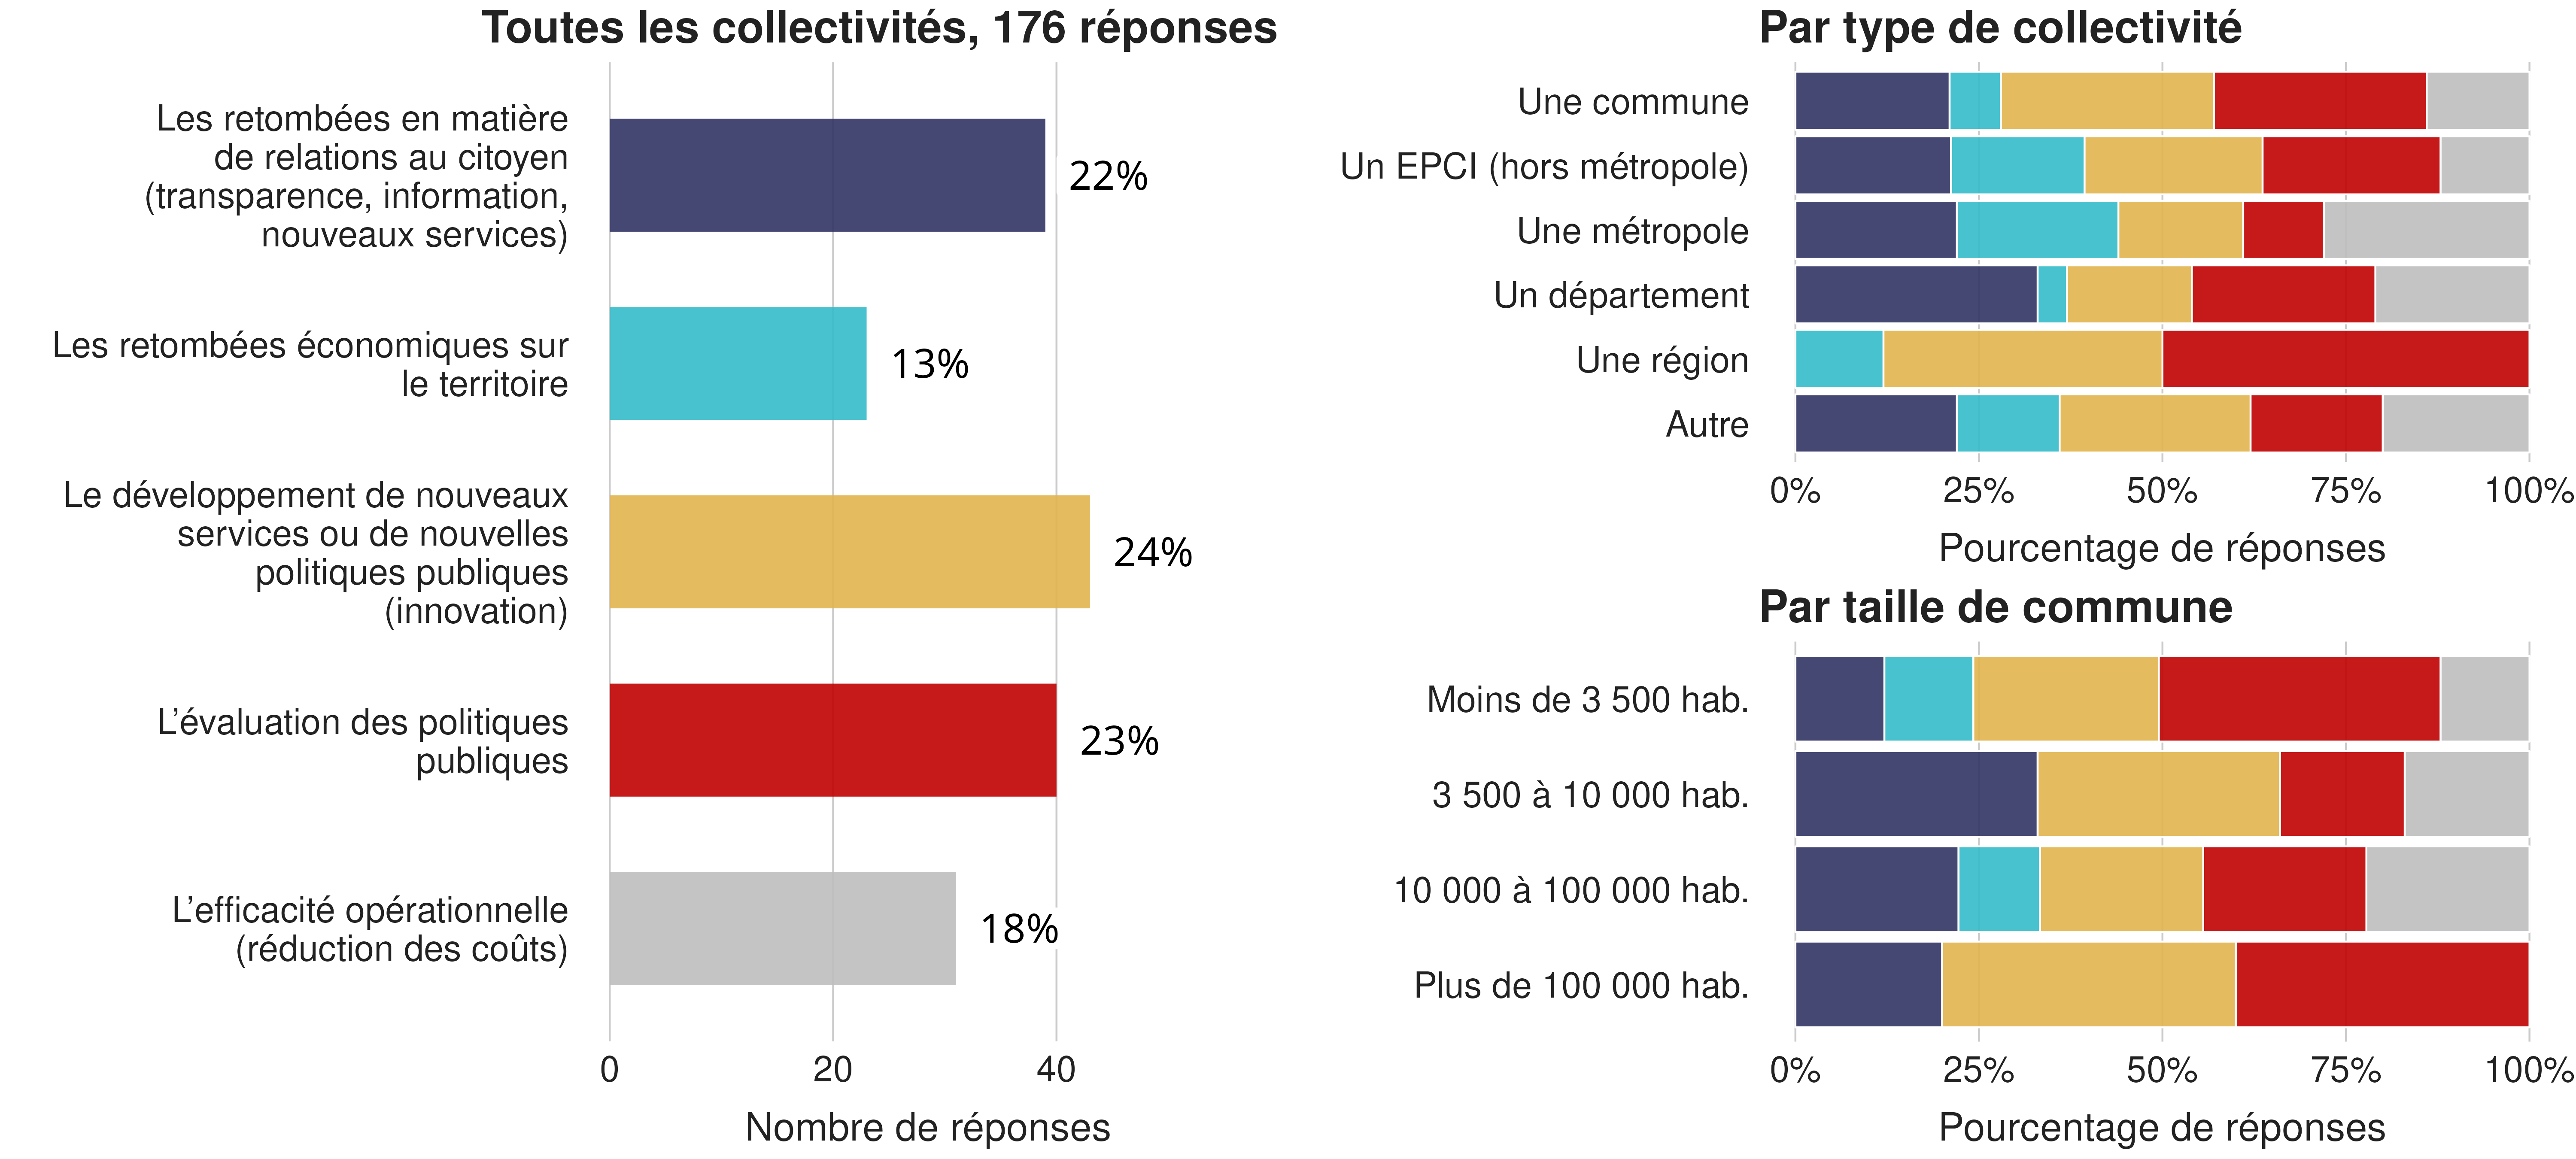 Toutes les collectivités, 176 réponses
Les retombées en matière
de relations au citoyen
(transparence, information,
nouveaux services)
22%
Les retombées économiques sur
le territoire
13%
Le développement de nouveaux
services ou de nouvelles
politiques publiques
(innovation)
24%
L’évaluation des politiques
publiques
23%
L’efficacité opérationnelle
(réduction des coûts)
18%
0 20 40
Nombre de réponses
Par type de collectivité
Une commune
Un EPCI (hors métropole)
Une métropole
Un département
Une région
Autre
0% 25% 50% 75% 100%
Pourcentage de réponses
Par taille de commune
Moins de 3 500 hab.
3 500 à 10 000 hab.
10 000 à 100 000 hab.
Plus de 100 000 hab.
0% 25% 50% 75% 100%
Pourcentage de réponses